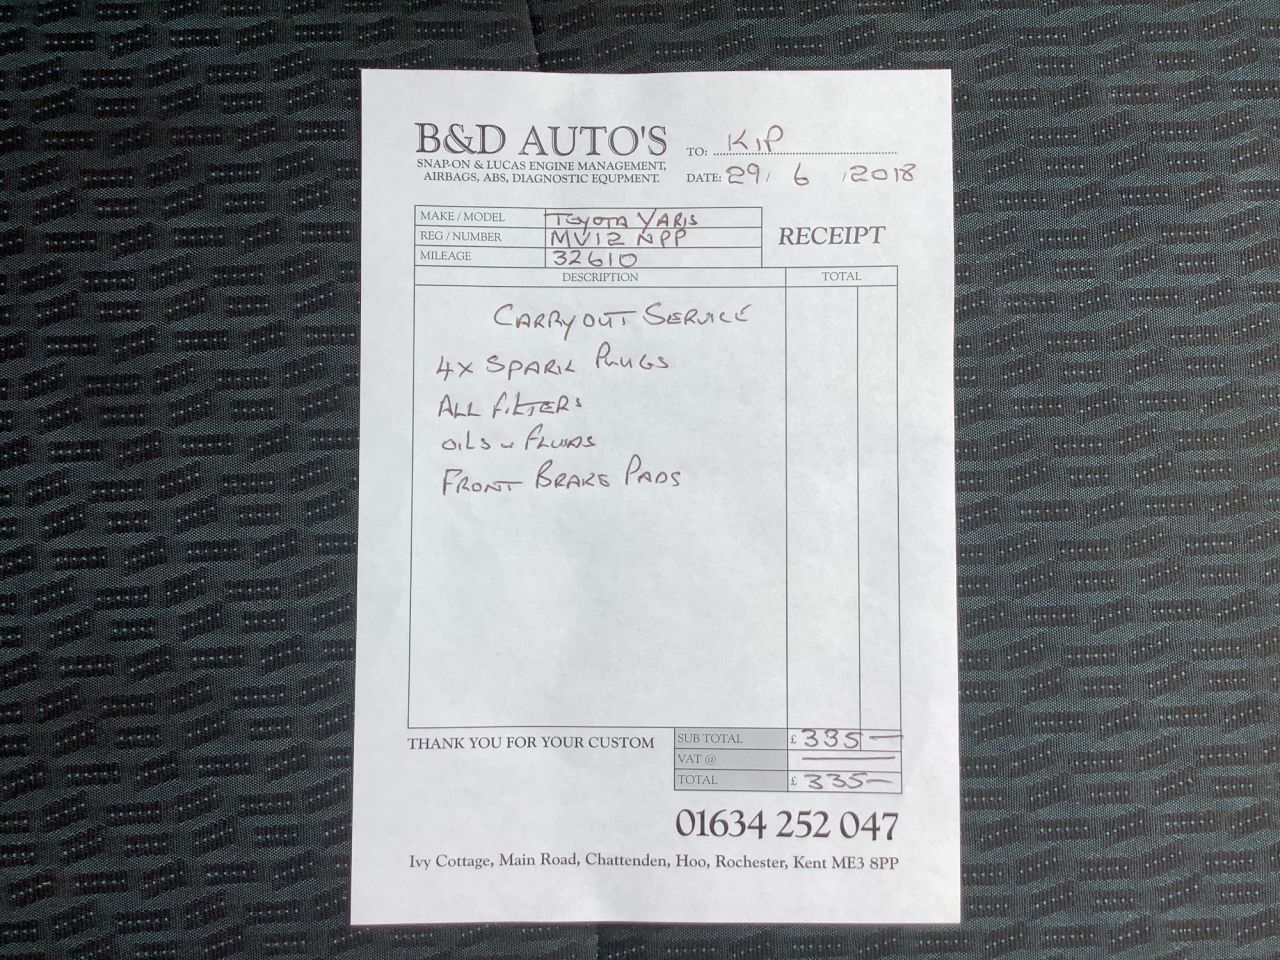 B&D AUTO'S
SNAP-ON & LUCAS ENGINE MANAGEMENT,
AIRBAGS, ABS, DIAGNOSTIC EQUPMENT.
TO: KIP
DATE: 29 / 6 / 2018
MAKE / MODEL TOYOTA YARIS
REG / NUMBER MV12 NPP
MILEAGE 32610
RECEIPT
DESCRIPTION TOTAL
CARRY OUT SERVICE
4X SPARK PLUGS
ALL FILTERS
OILS & FLUIDS
FRONT BRAKE PADS
THANK YOU FOR YOUR CUSTOM
SUB TOTAL £ 335 —
VAT @ —
TOTAL £ 335 —
01634 252 047
Ivy Cottage, Main Road, Chattenden, Hoo, Rochester, Kent ME3 8PP